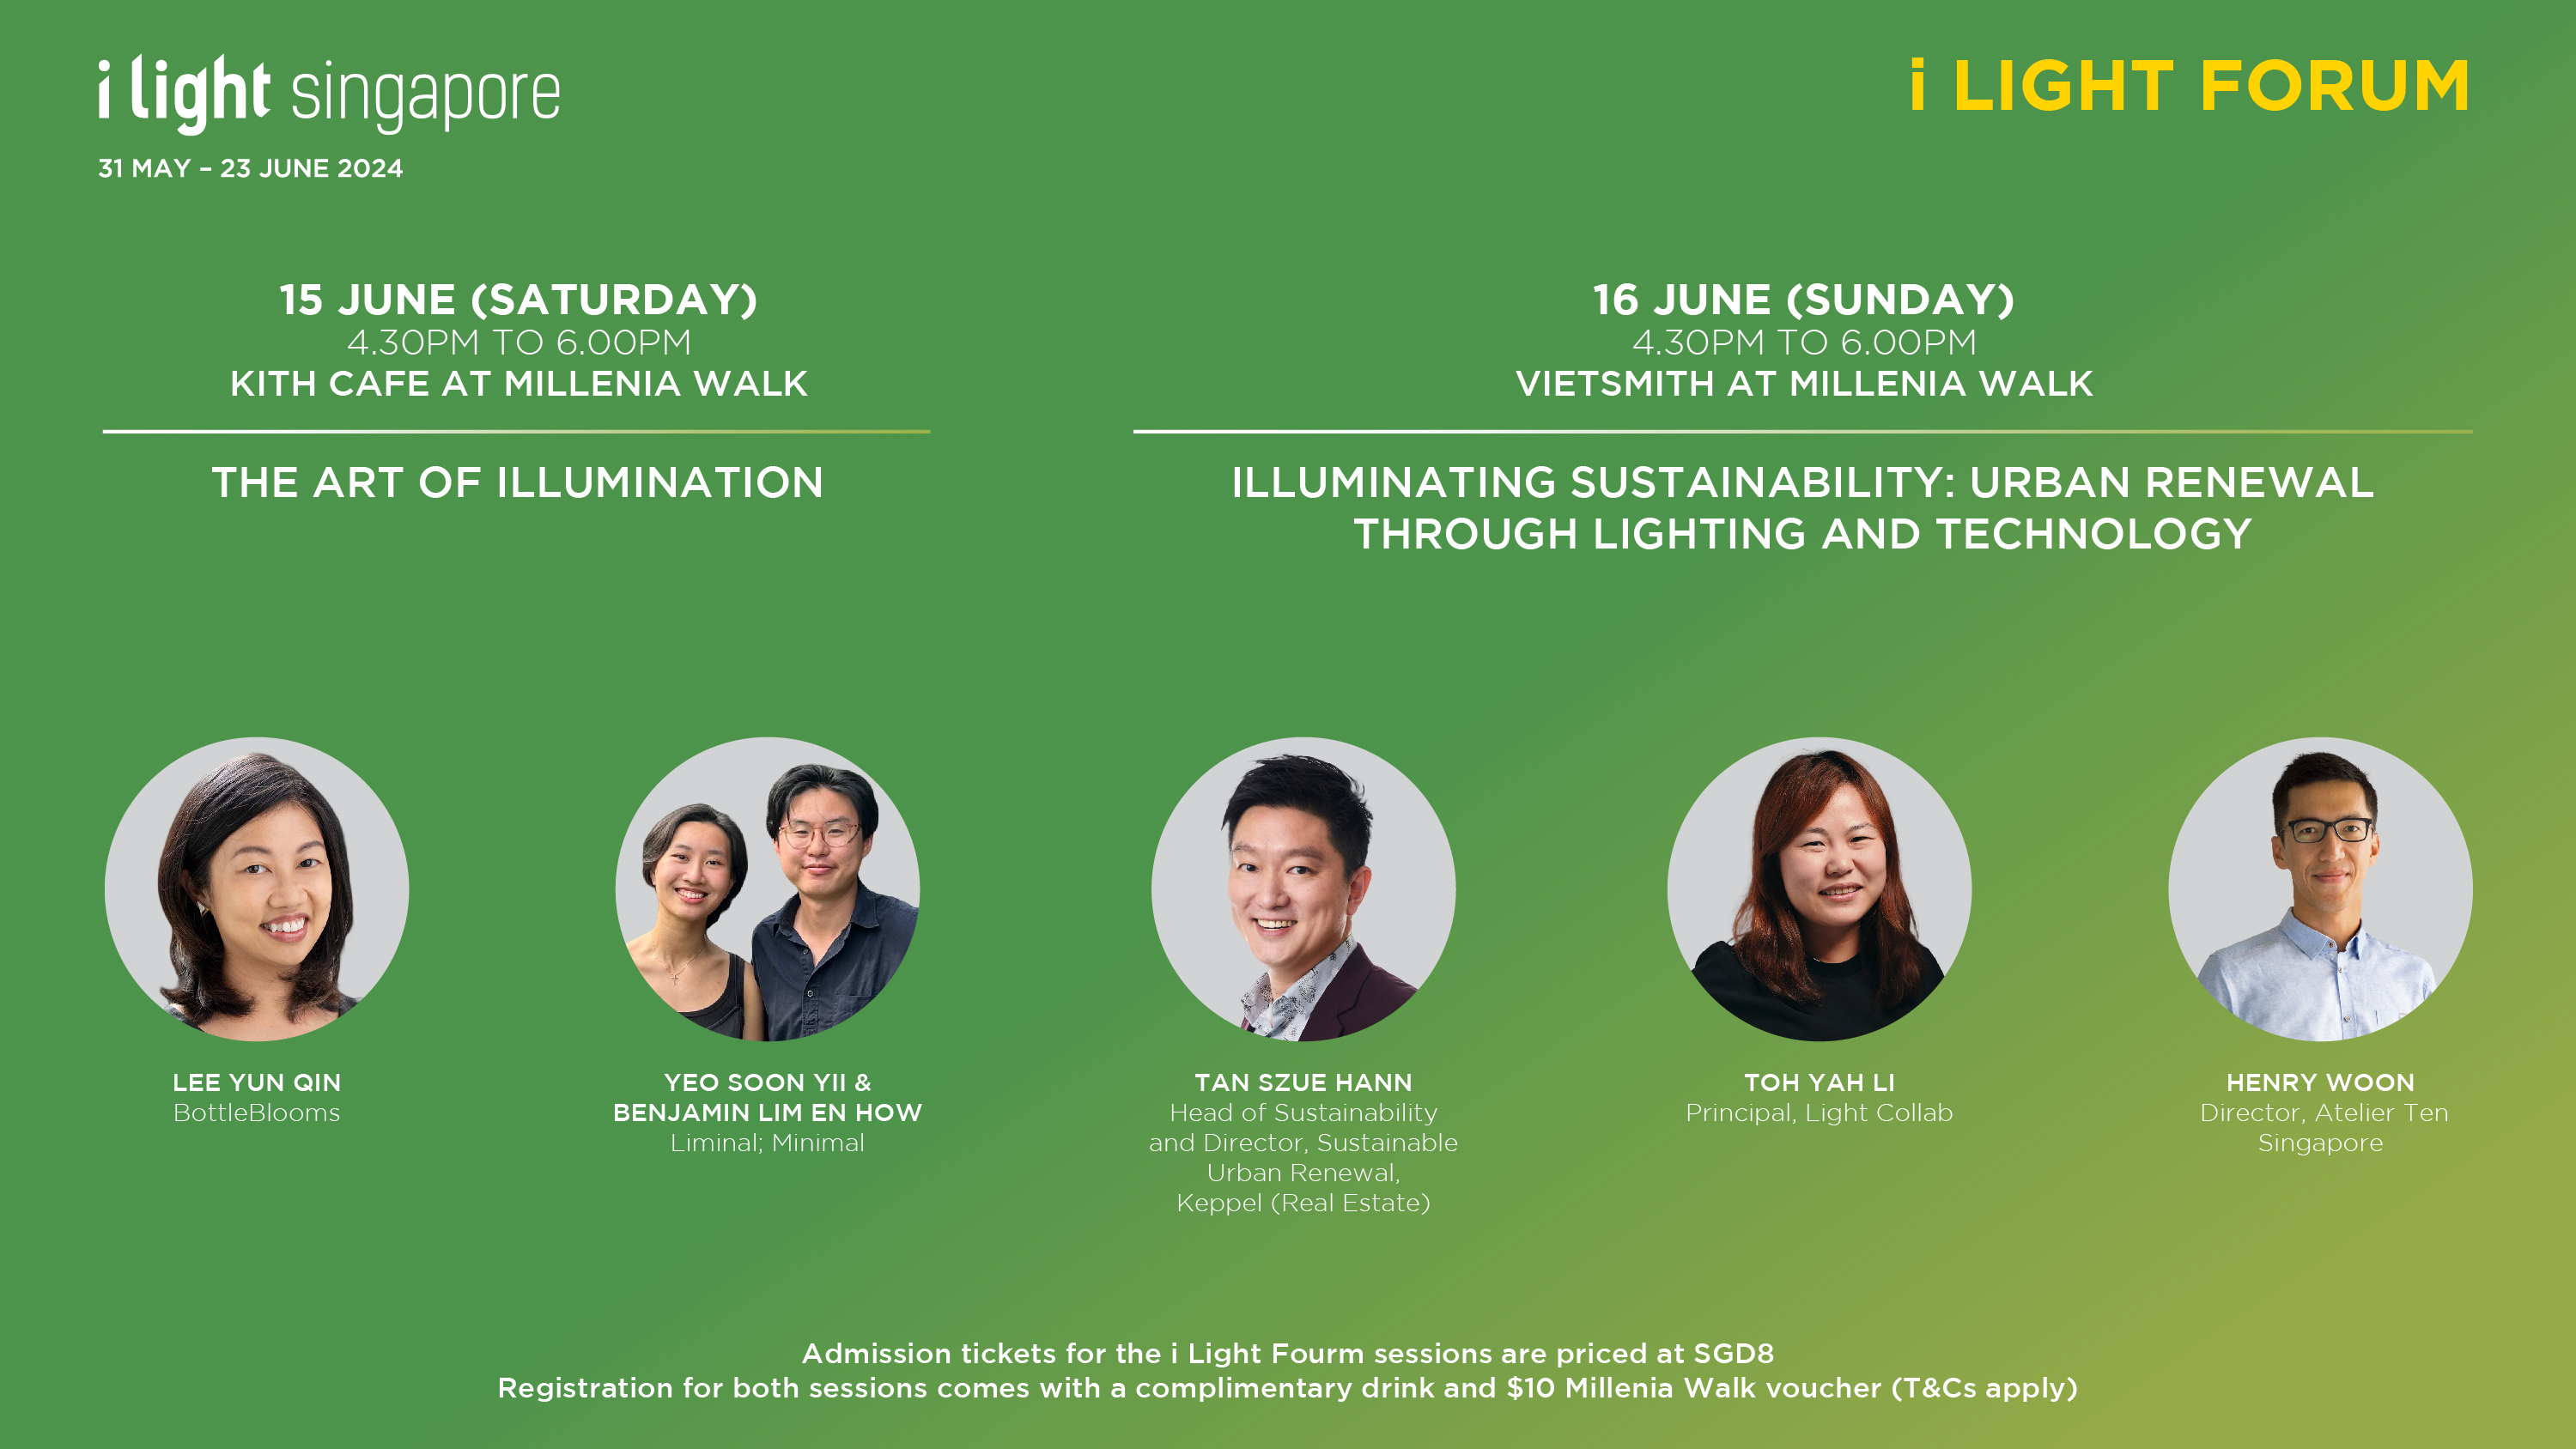 i light singapore
31 MAY – 23 JUNE 2024
i LIGHT FORUM
15 JUNE (SATURDAY)
4.30PM TO 6.00PM
KITH CAFE AT MILLENIA WALK
THE ART OF ILLUMINATION
16 JUNE (SUNDAY)
4.30PM TO 6.00PM
VIETSMITH AT MILLENIA WALK
ILLUMINATING SUSTAINABILITY: URBAN RENEWAL
THROUGH LIGHTING AND TECHNOLOGY
LEE YUN QIN
BottleBlooms
YEO SOON YII &
BENJAMIN LIM EN HOW
Liminal; Minimal
TAN SZUE HANN
Head of Sustainability
and Director, Sustainable
Urban Renewal,
Keppel (Real Estate)
TOH YAH LI
Principal, Light Collab
HENRY WOON
Director, Atelier Ten
Singapore
Admission tickets for the i Light Fourm sessions are priced at SGD8
Registration for both sessions comes with a complimentary drink and $10 Millenia Walk voucher (T&Cs apply)